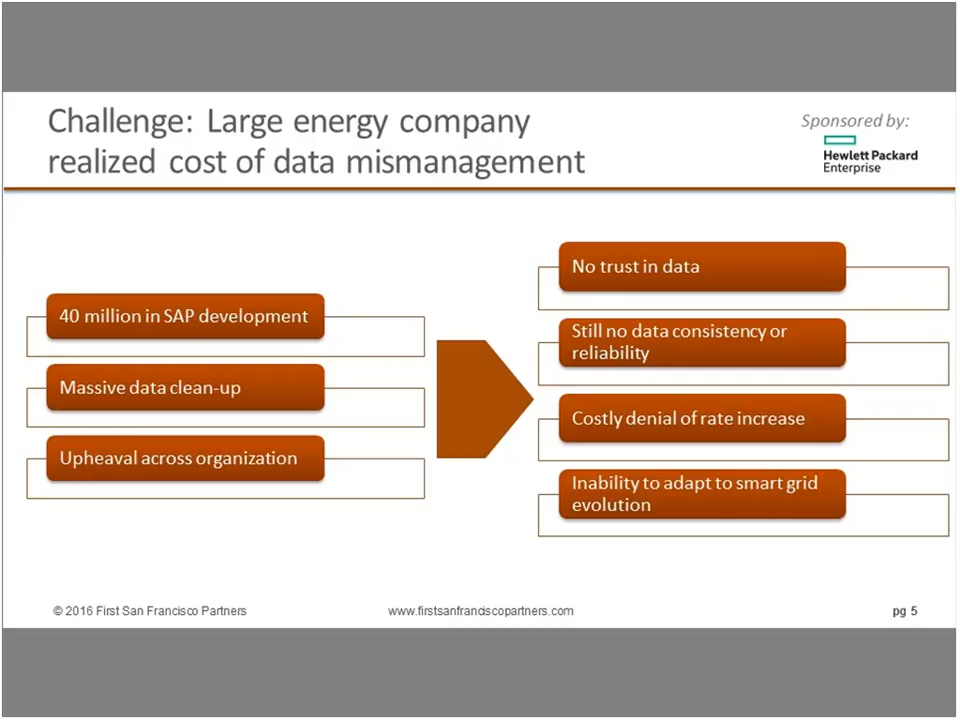 Challenge: Large energy company
realized cost of data mismanagement
Sponsored by:
Hewlett Packard
Enterprise
40 million in SAP development
Massive data clean-up
Upheaval across organization
No trust in data
Still no data consistency or
reliability
Costly denial of rate increase
Inability to adapt to smart grid
evolution
© 2016 First San Francisco Partners
www.firstsanfranciscopartners.com
pg 5